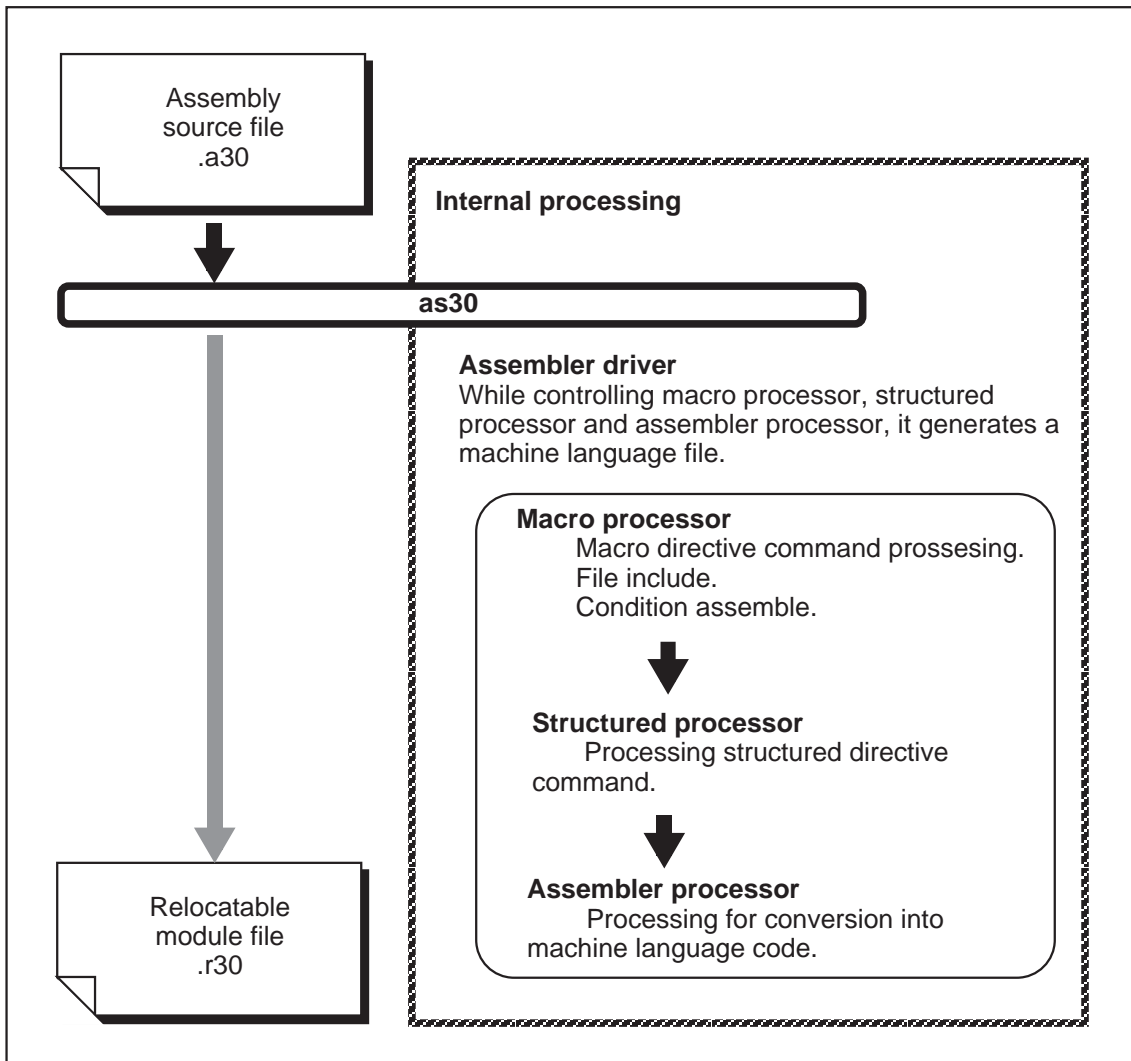 Assembly
source file
.a30
Internal processing
as30
Assembler driver
While controlling macro processor, structured
processor and assembler processor, it generates a
machine language file.
Macro processor
Macro directive command prossesing.
File include.
Condition assemble.
Structured processor
Processing structured directive
command.
Assembler processor
Processing for conversion into
machine language code.
Relocatable
module file
.r30